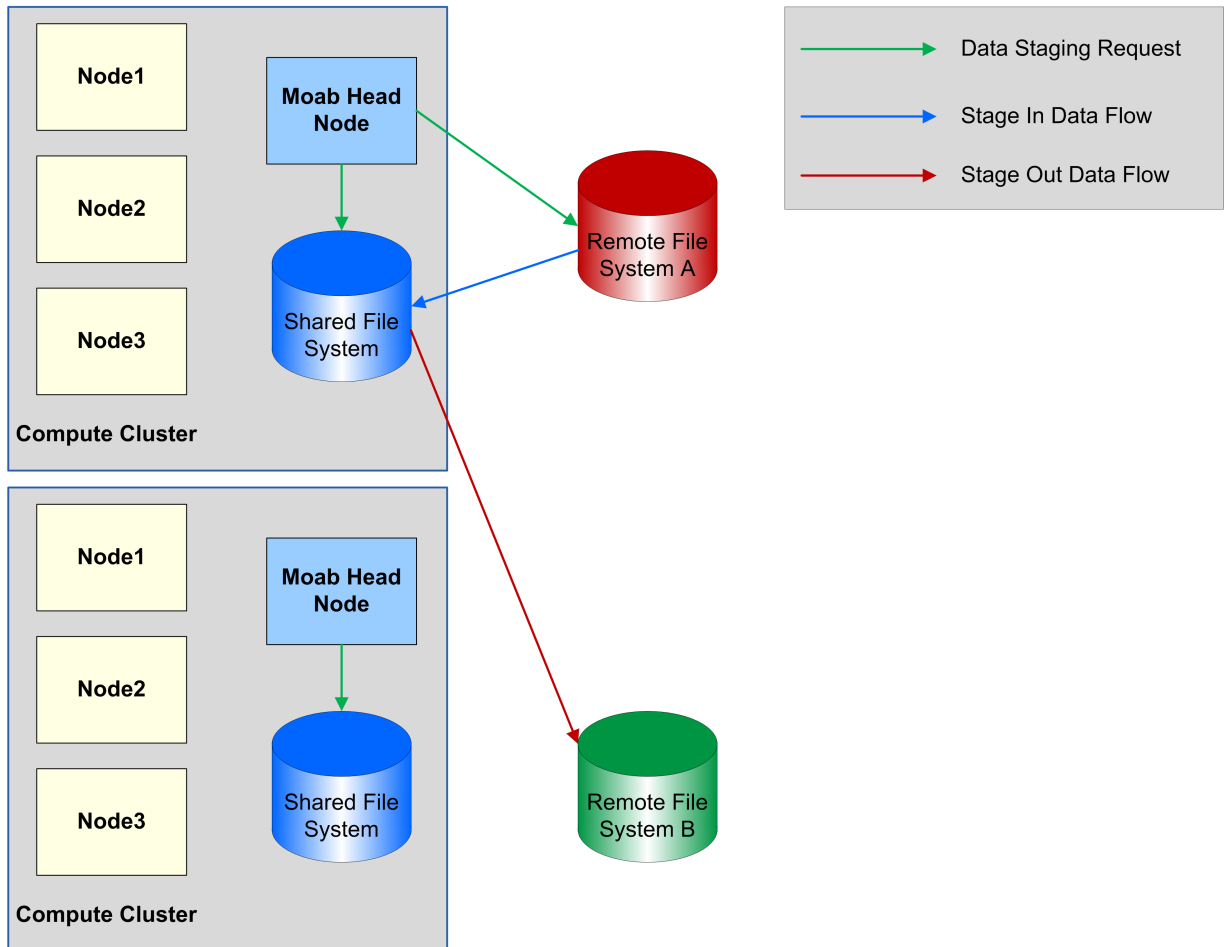 Node1
Node2
Node3
Moab Head
Node
Shared File
System
Compute Cluster
Remote File
System A
Data Staging Request
Stage In Data Flow
Stage Out Data Flow
Node1
Node2
Node3
Moab Head
Node
Shared File
System
Compute Cluster
Remote File
System B